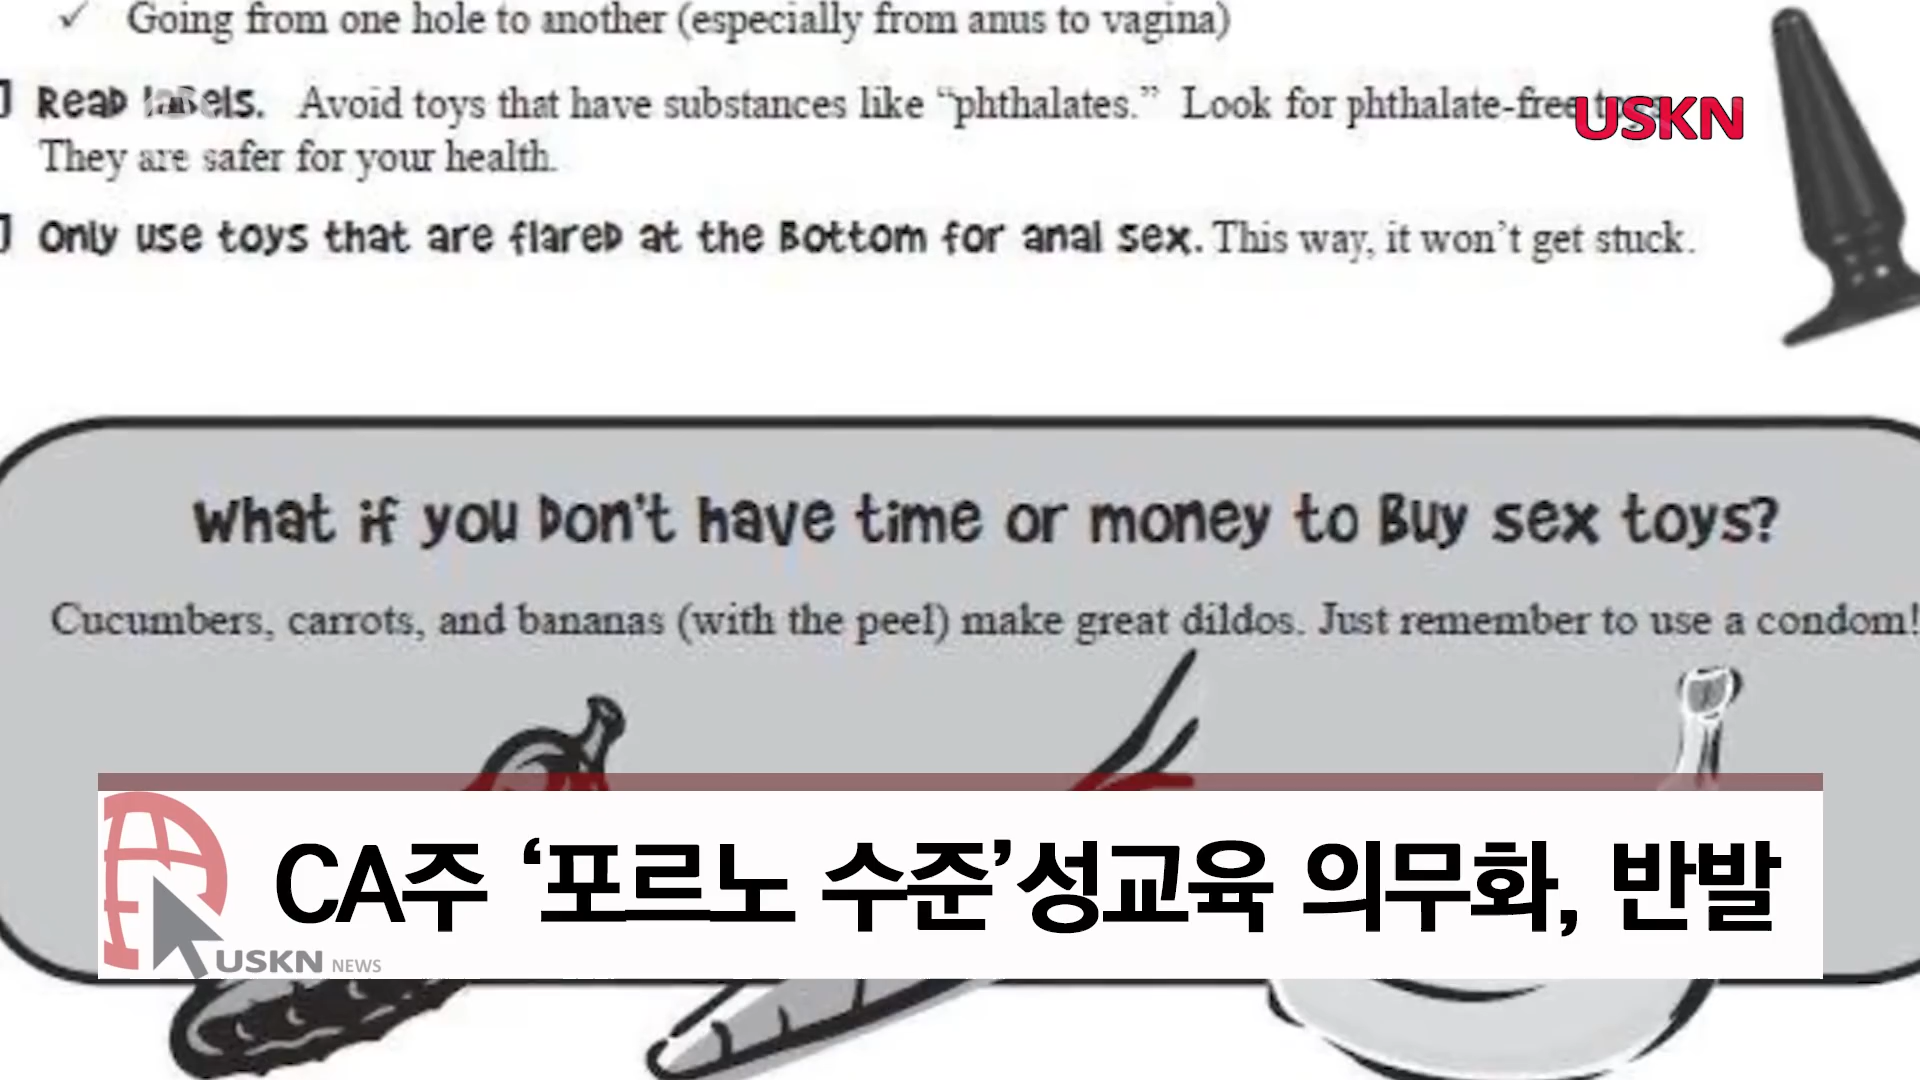 ✓ Going from one hole to another (especially from anus to vagina)
Read labels. Avoid toys that have substances like “phthalates.” Look for phthalate-free toys.
USKN
They are safer for your health.
Only use toys that are flared at the Bottom for anal sex. This way, it won’t get stuck.
What if you Don't have time or money to Buy sex toys?
Cucumbers, carrots, and bananas (with the peel) make great dildos. Just remember to use a condom!
CA주 ‘포르노 수준’성교육 의무화, 반발
USKN NEWS